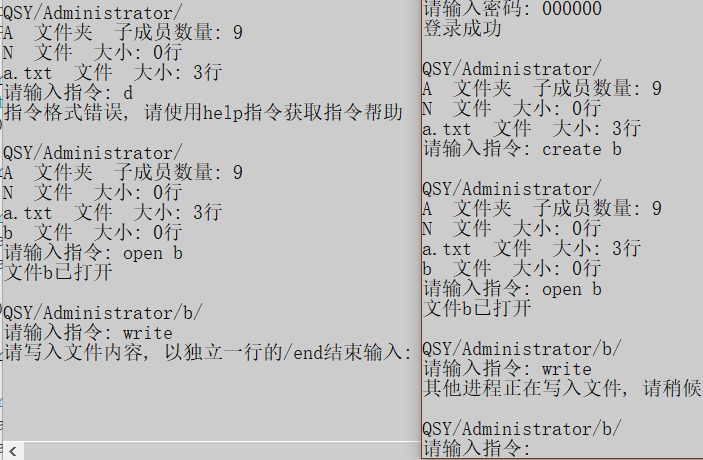 QSY/Administrator/
A  文件夹  子成员数量: 9
N  文件  大小: 0行
a.txt  文件  大小: 3行
请输入指令: d
指令格式错误, 请使用help指令获取指令帮助
QSY/Administrator/
A  文件夹  子成员数量: 9
N  文件  大小: 0行
a.txt  文件  大小: 3行
b  文件  大小: 0行
请输入指令: open b
文件b已打开
QSY/Administrator/b/
请输入指令: write
请写入文件内容, 以独立一行的/end结束输入:
请输入密码: 000000
登录成功
QSY/Administrator/
A  文件夹  子成员数量: 9
N  文件  大小: 0行
a.txt  文件  大小: 3行
请输入指令: create b
QSY/Administrator/
A  文件夹  子成员数量: 9
N  文件  大小: 0行
a.txt  文件  大小: 3行
b  文件  大小: 0行
请输入指令: open b
文件b已打开
QSY/Administrator/b/
请输入指令: write
其他进程正在写入文件, 请稍候
QSY/Administrator/b/
请输入指令: